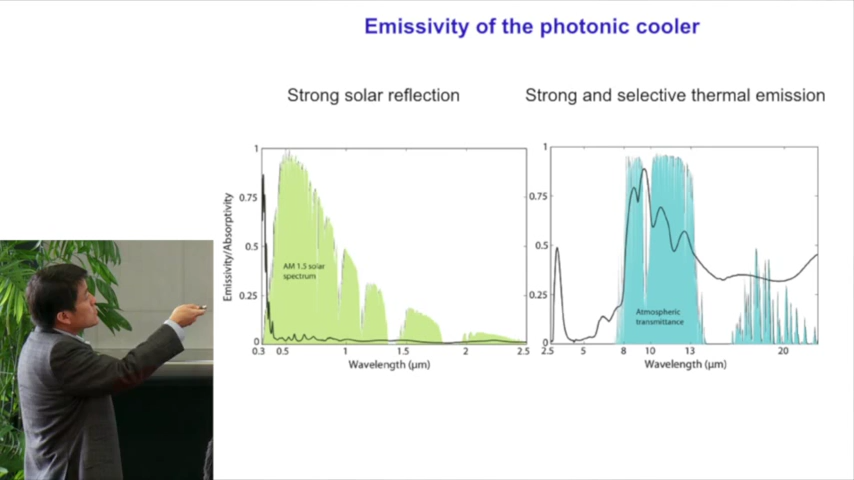 Emissivity of the photonic cooler
Strong solar reflection
Strong and selective thermal emission
Emissivity/Absorptivity
1
0.75
0.5
0.25
0
AM 1.5 solar
spectrum
0.3 0.5 1 1.5 2 2.5
Wavelength (μm)
1
0.75
0.5
0.25
0
Atmospheric
transmittance
2.5 5 8 10 13 20
Wavelength (μm)